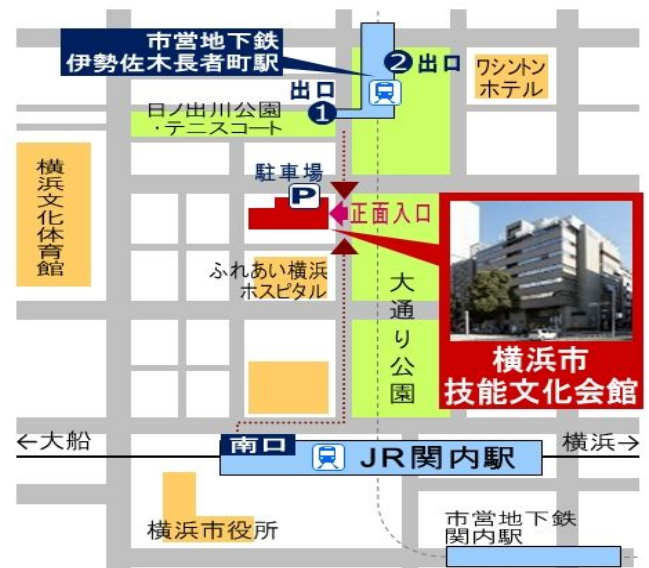 市営地下鉄
伊勢佐木長者町駅
2出口
ワシントン
ホテル
出口
1
日ノ出川公園
・テニスコート
横浜文化体育館
駐車場
P
正面入口
ふれあい横浜
ホスピタル
大通り公園
横浜市
技能文化会館
←大船
南口
JR関内駅
横浜→
横浜市役所
市営地下鉄
関内駅